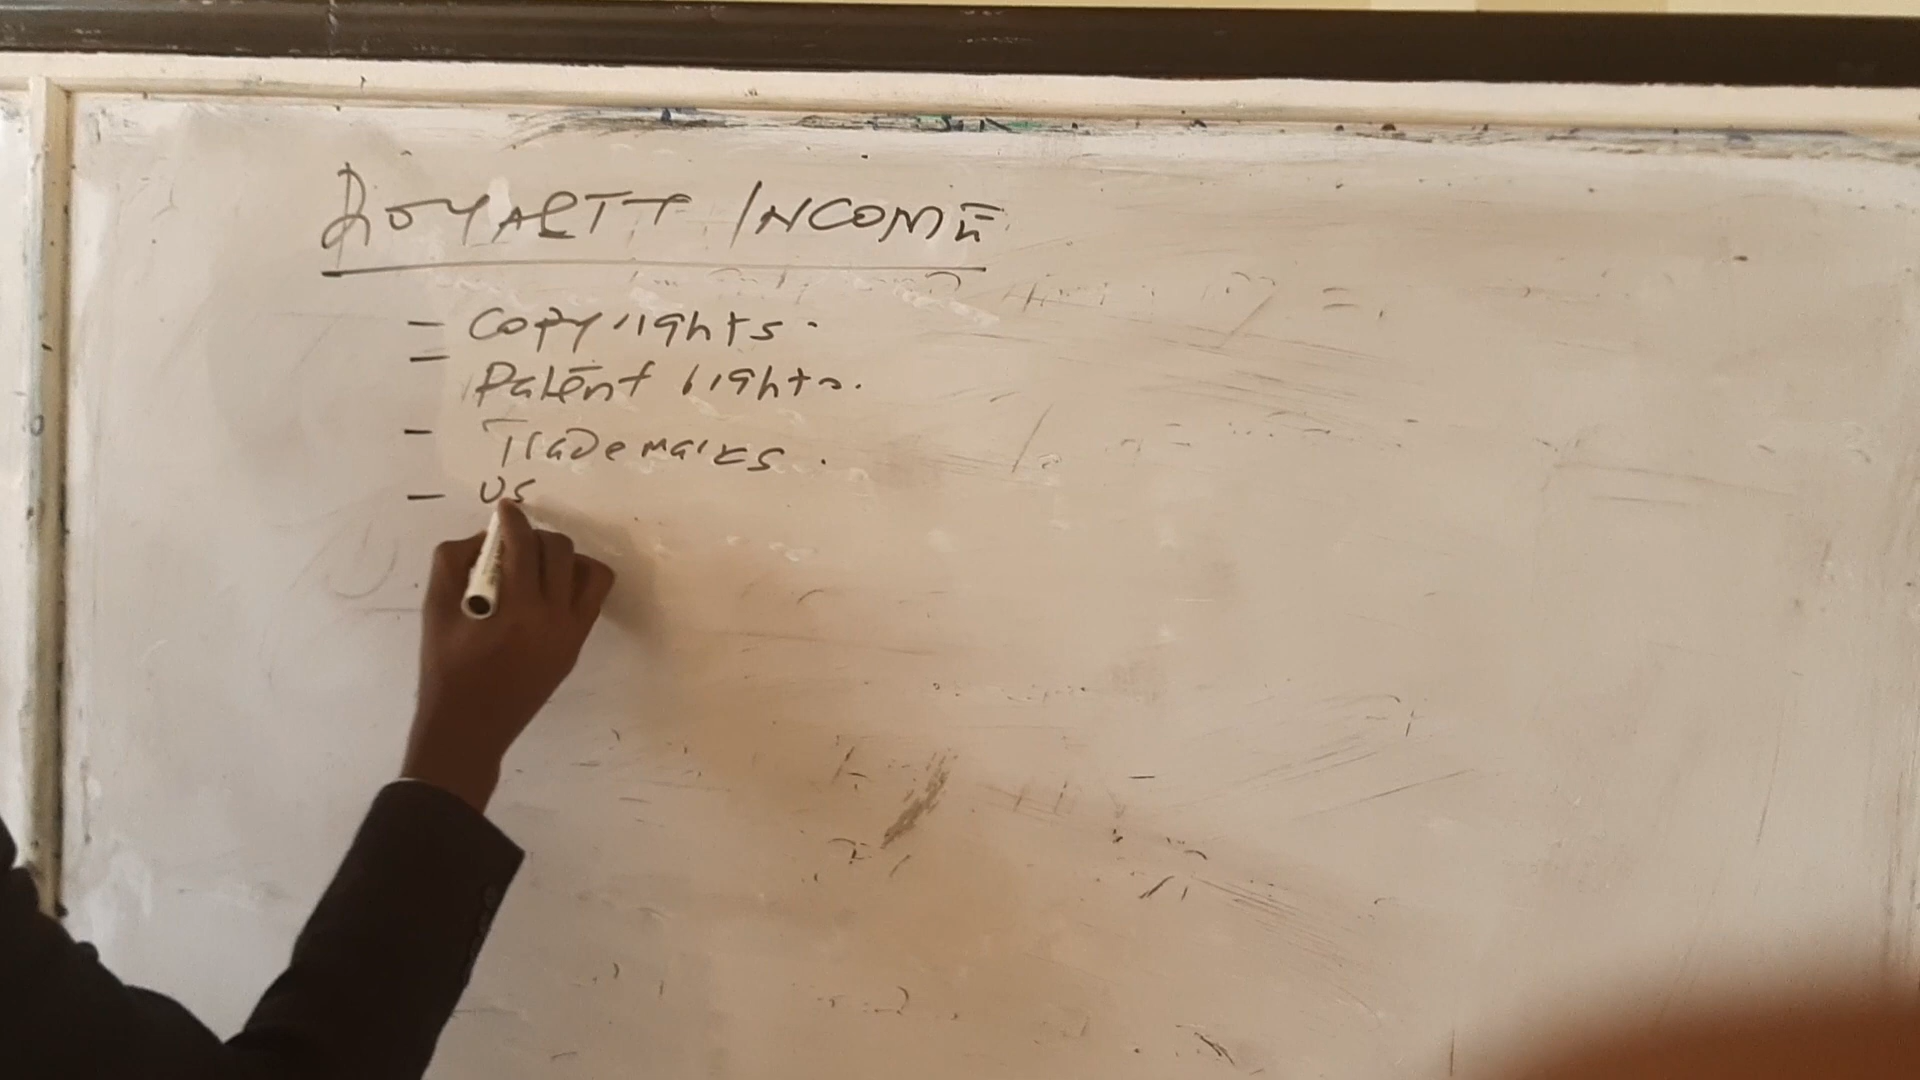 ROYALTY INCOME
- Copyrights.
- Patent rights.
- Trademarks.
- US